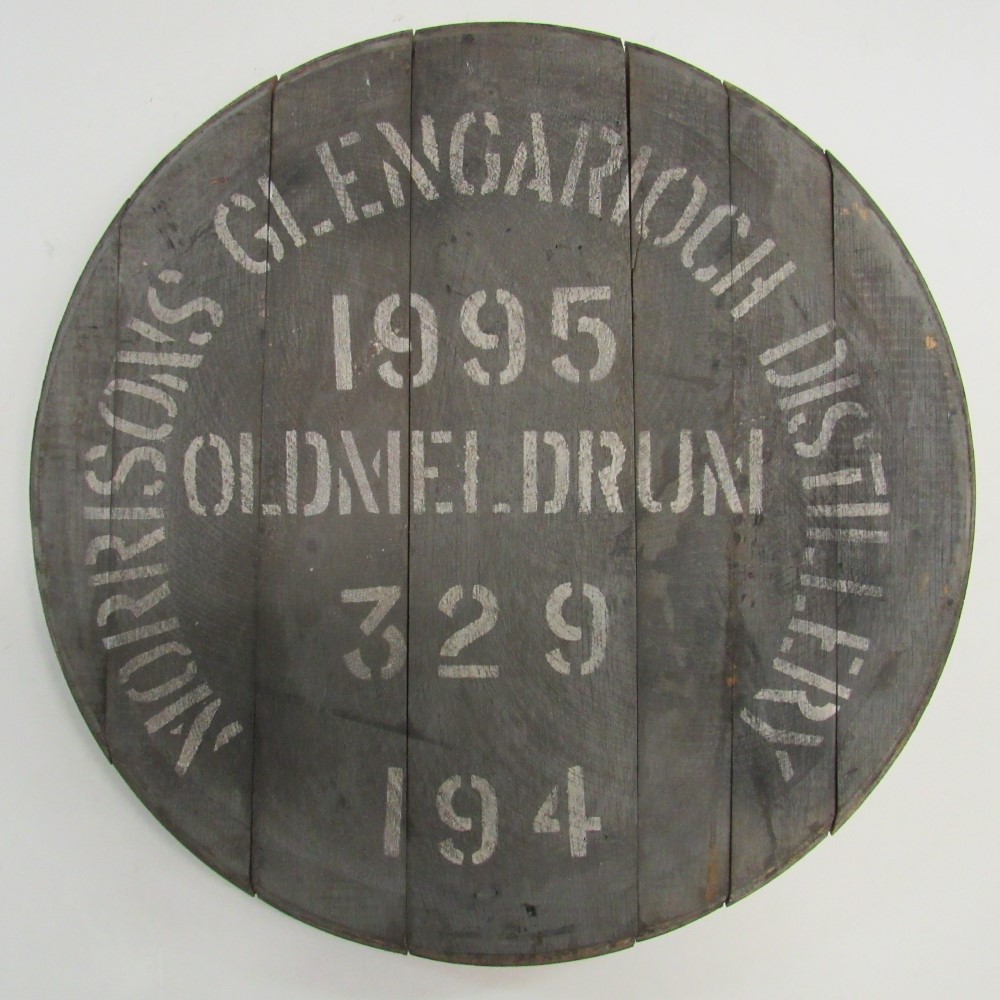 MORRISONS' GLENGARIOCH DISTILLERY
1995
OLDMELDRUM
329
194